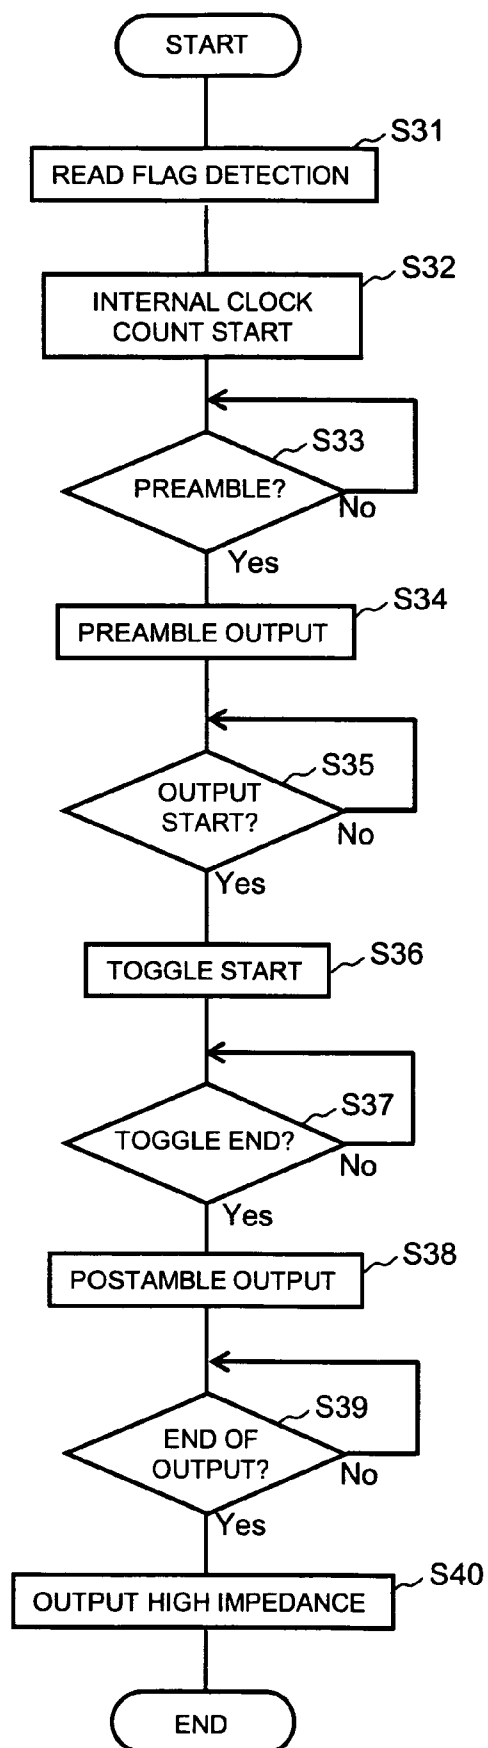 START
S31
READ FLAG DETECTION
S32
INTERNAL CLOCK
COUNT START
S33
PREAMBLE?
No
Yes
S34
PREAMBLE OUTPUT
S35
OUTPUT
START?
No
Yes
S36
TOGGLE START
S37
TOGGLE END?
No
Yes
S38
POSTAMBLE OUTPUT
S39
END OF
OUTPUT?
No
Yes
S40
OUTPUT HIGH IMPEDANCE
END